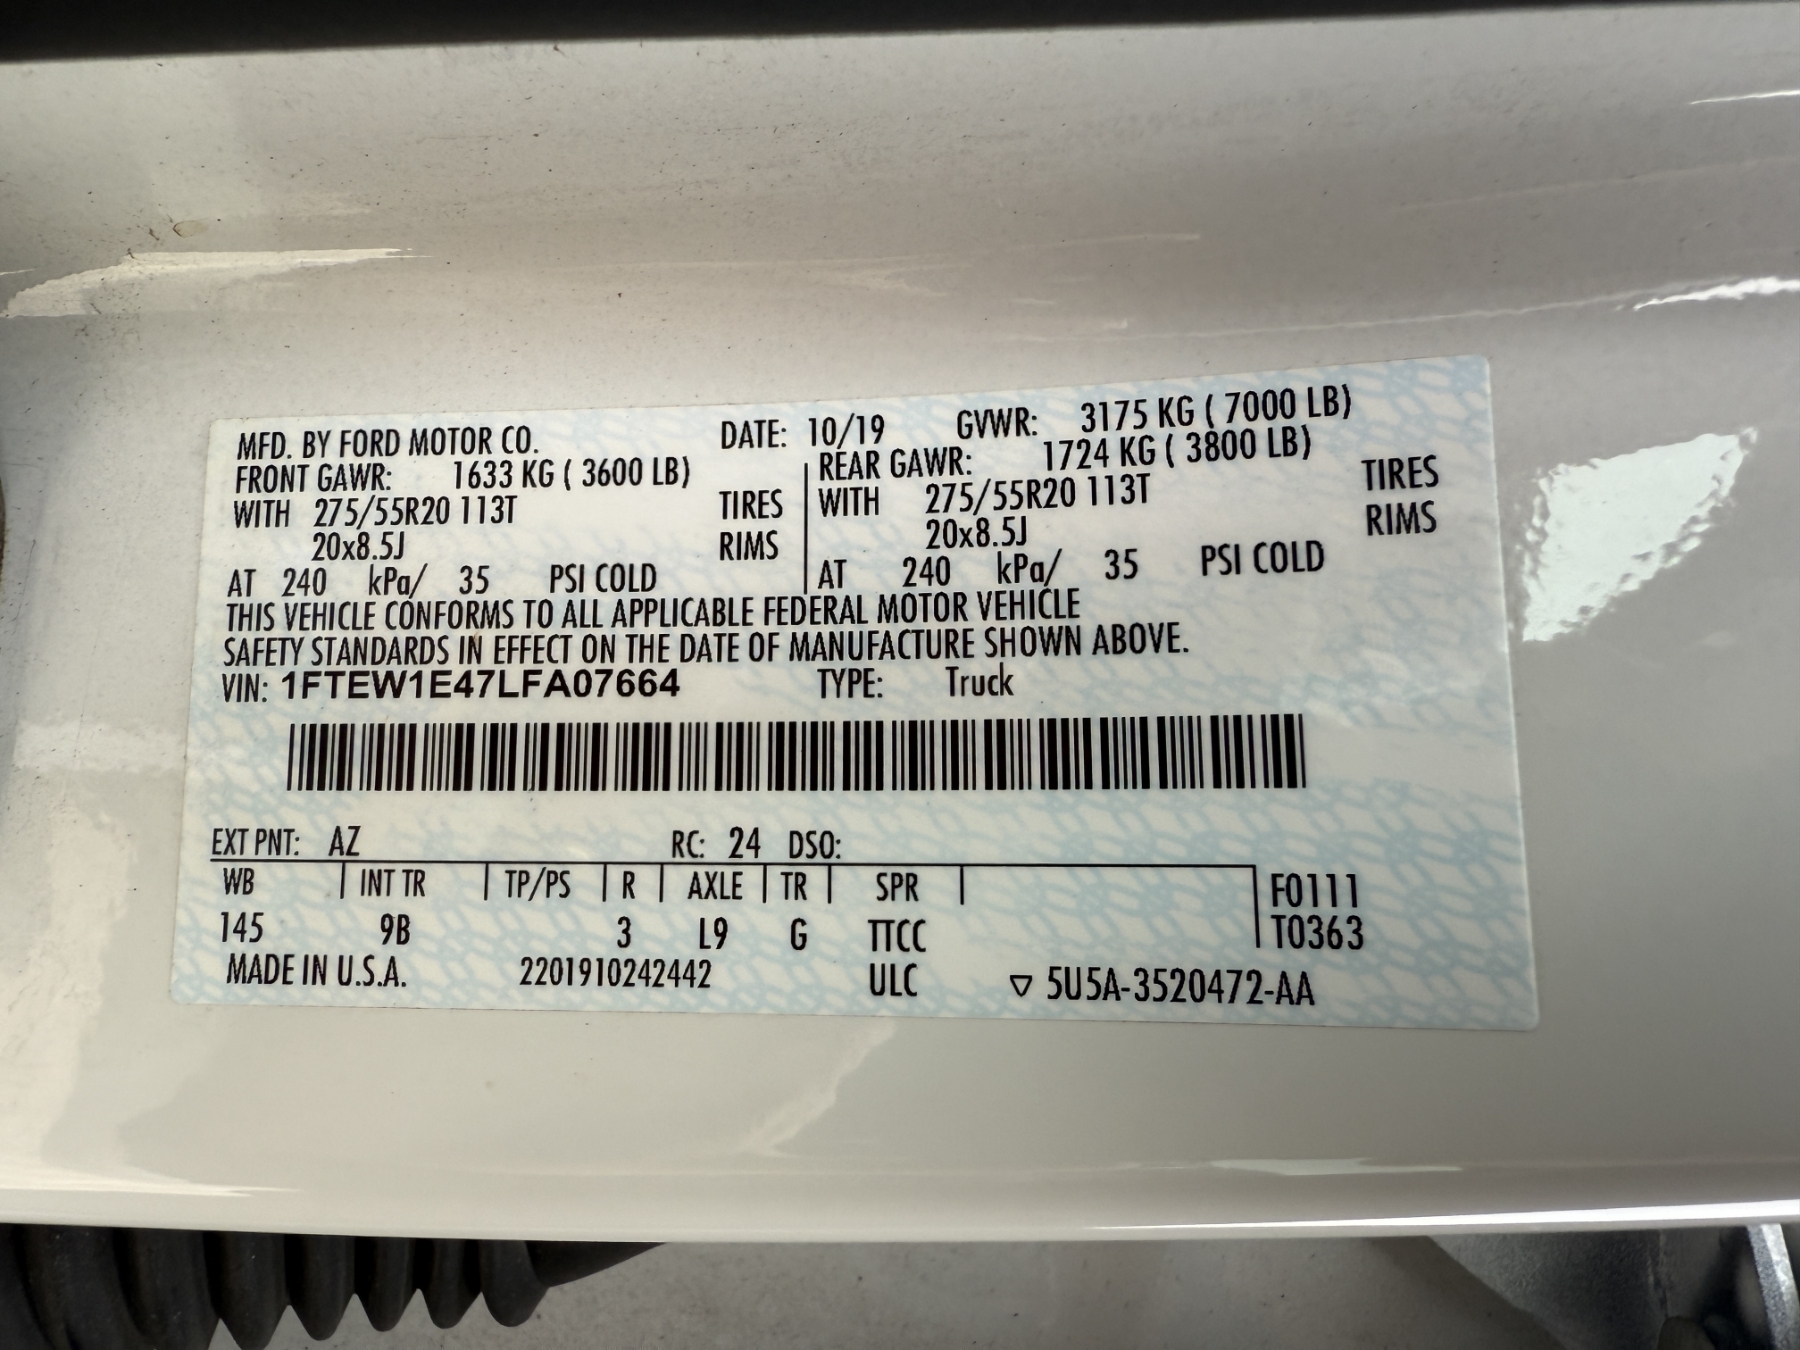 MFD. BY FORD MOTOR CO. DATE: 10/19 GVWR: 3175 KG ( 7000 LB)
FRONT GAWR: 1633 KG ( 3600 LB) REAR GAWR: 1724 KG ( 3800 LB)
WITH 275/55R20 113T TIRES WITH 275/55R20 113T TIRES
20x8.5J RIMS 20x8.5J RIMS
AT 240 kPa/ 35 PSI COLD AT 240 kPa/ 35 PSI COLD
THIS VEHICLE CONFORMS TO ALL APPLICABLE FEDERAL MOTOR VEHICLE
SAFETY STANDARDS IN EFFECT ON THE DATE OF MANUFACTURE SHOWN ABOVE.
VIN: 1FTEW1E47LFA07664 TYPE: Truck
EXT PNT: AZ RC: 24 DSO:
WB INT TR TP/PS R AXLE TR SPR F0111
145 9B 3 L9 G TTCC T0363
MADE IN U.S.A. 2201910242442 ULC ▽ 5U5A-3520472-AA